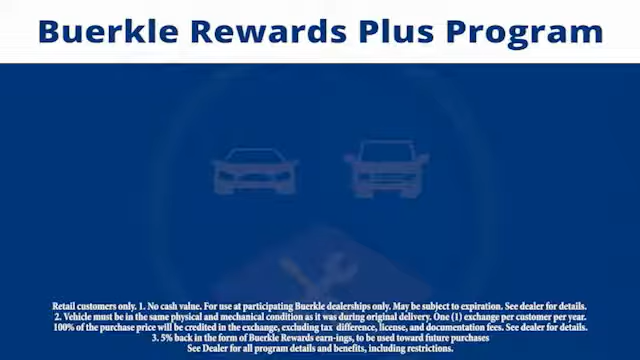 Buerkle Rewards Plus Program
Retail customers only. 1. No cash value. For use at participating Buerkle dealerships only. May be subject to expiration. See dealer for details.
2. Vehicle must be in the same physical and mechanical condition as it was during original delivery. One (1) exchange per customer per year.
100% of the purchase price will be credited in the exchange, excluding tax difference, license, and documentation fees. See dealer for details.
3. 5% back in the form of Buerkle Rewards earn-ings, to be used toward future purchases
See Dealer for all program details and benefits, including restrictions.